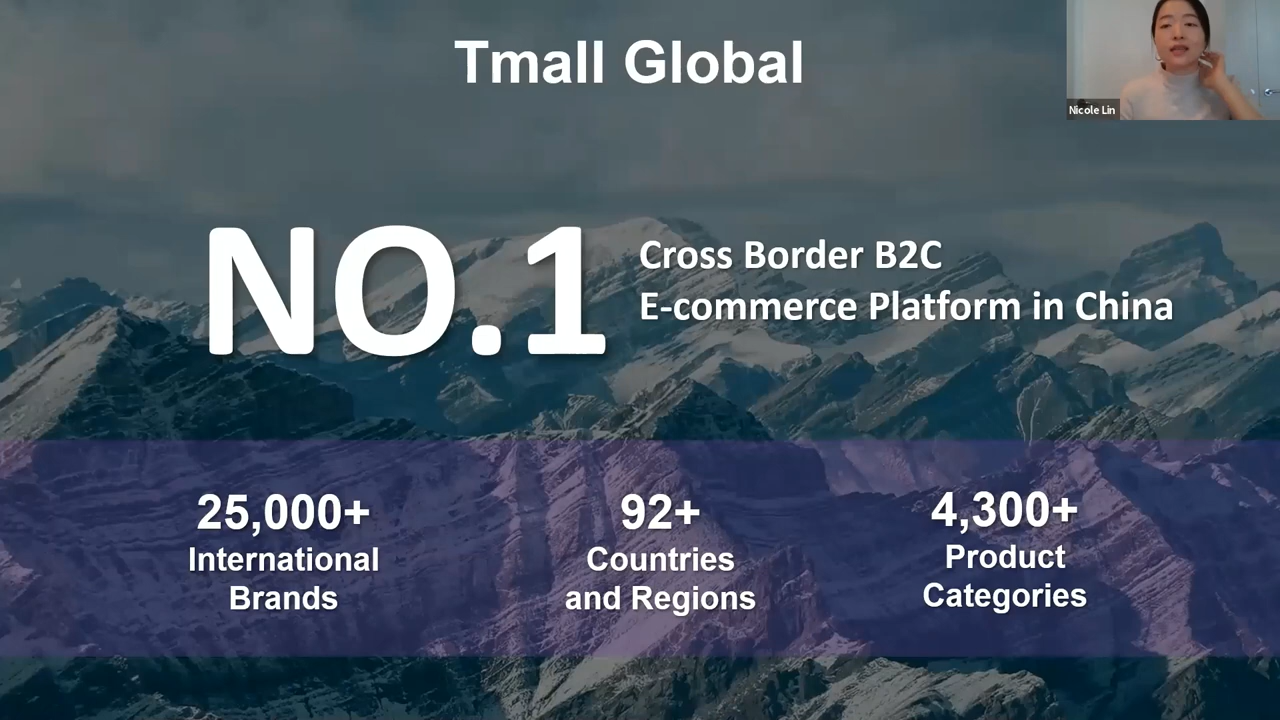 Tmall Global
Nicole Lin
NO.1
Cross Border B2C
E-commerce Platform in China
25,000+
International
Brands
92+
Countries
and Regions
4,300+
Product
Categories